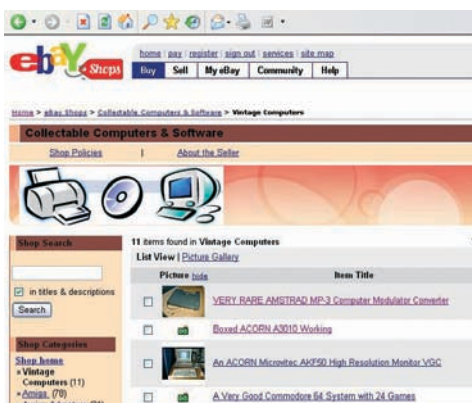 ebY Shops
home | pay | register | sign out | services | site map
Buy Sell My eBay Community Help
Home > eBay Shops > Collectable Computers & Software > Vintage Computers
Collectable Computers & Software
Shop Policies | About the Seller
Shop Search
in titles & descriptions
Search
Shop Categories
Shop home
Vintage Computers (11)
Amiga (70)
11 items found in Vintage Computers
List View | Picture Gallery
Picture hide Item Title
VERY RARE AMSTRAD MP-3 Computer Modulator Converter
Boxed ACORN A3010 Working
An ACORN Microvitec AKF50 High Resolution Monitor VGC
A Very Good Commodore 64 System with 24 Games